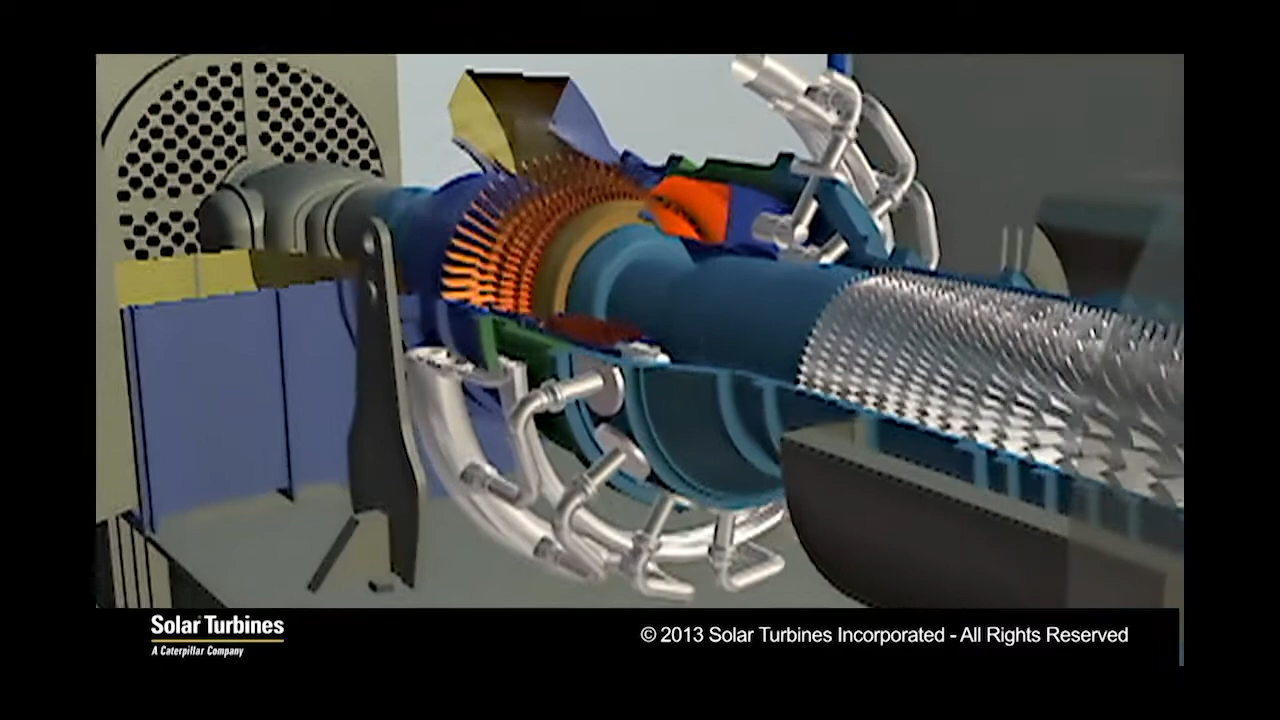 Solar Turbines
A Caterpillar Company
© 2013 Solar Turbines Incorporated - All Rights Reserved